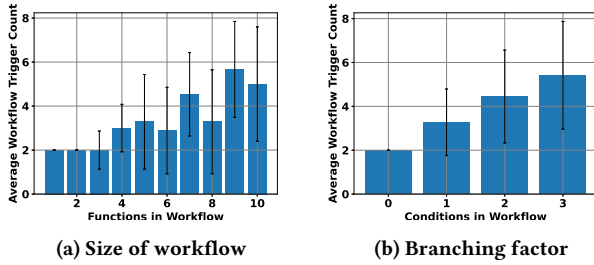 Average Workflow Trigger Count
8
6
4
2
0
2 4 6 8 10
Functions in Workflow
(a) Size of workflow
Average Workflow Trigger Count
8
6
4
2
0
0 1 2 3
Conditions in Workflow
(b) Branching factor